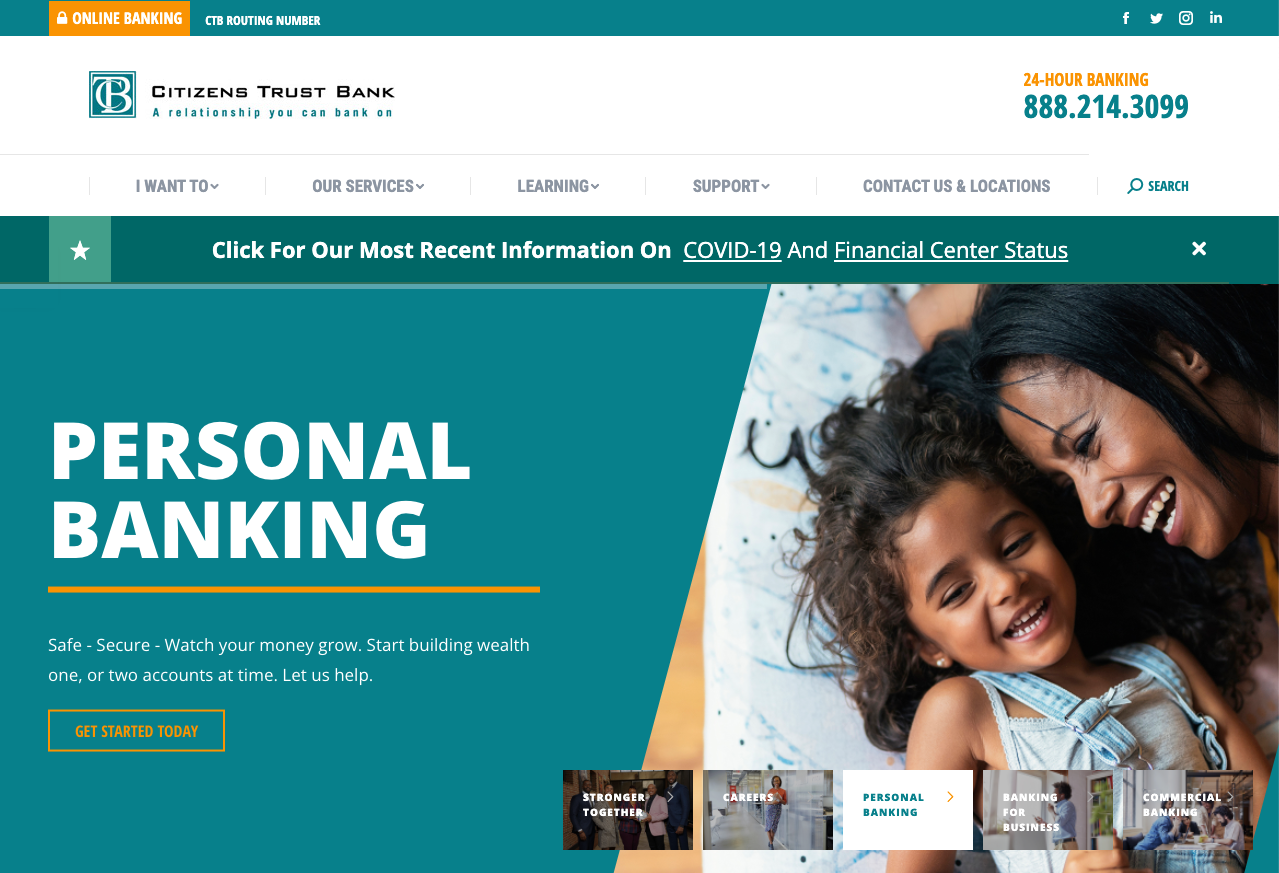 ONLINE BANKING
CTB ROUTING NUMBER
CB
CITIZENS TRUST BANK
A relationship you can bank on
24-HOUR BANKING
888.214.3099
I WANT TO
OUR SERVICES
LEARNING
SUPPORT
CONTACT US & LOCATIONS
SEARCH
Click For Our Most Recent Information On COVID-19 And Financial Center Status
PERSONAL
BANKING
Safe - Secure - Watch your money grow. Start building wealth
one, or two accounts at time. Let us help.
GET STARTED TODAY
STRONGER
TOGETHER
CAREERS
PERSONAL
BANKING
BANKING
FOR
BUSINESS
COMMERCIAL
BANKING